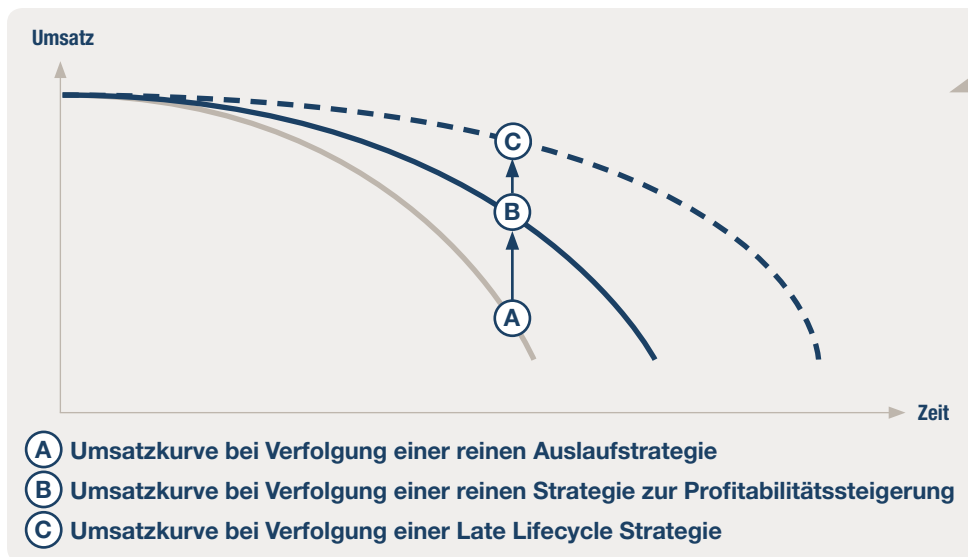 Umsatz
C
B
A
Zeit
A Umsatzkurve bei Verfolgung einer reinen Auslaufstrategie
B Umsatzkurve bei Verfolgung einer reinen Strategie zur Profitabilitätssteigerung
C Umsatzkurve bei Verfolgung einer Late Lifecycle Strategie